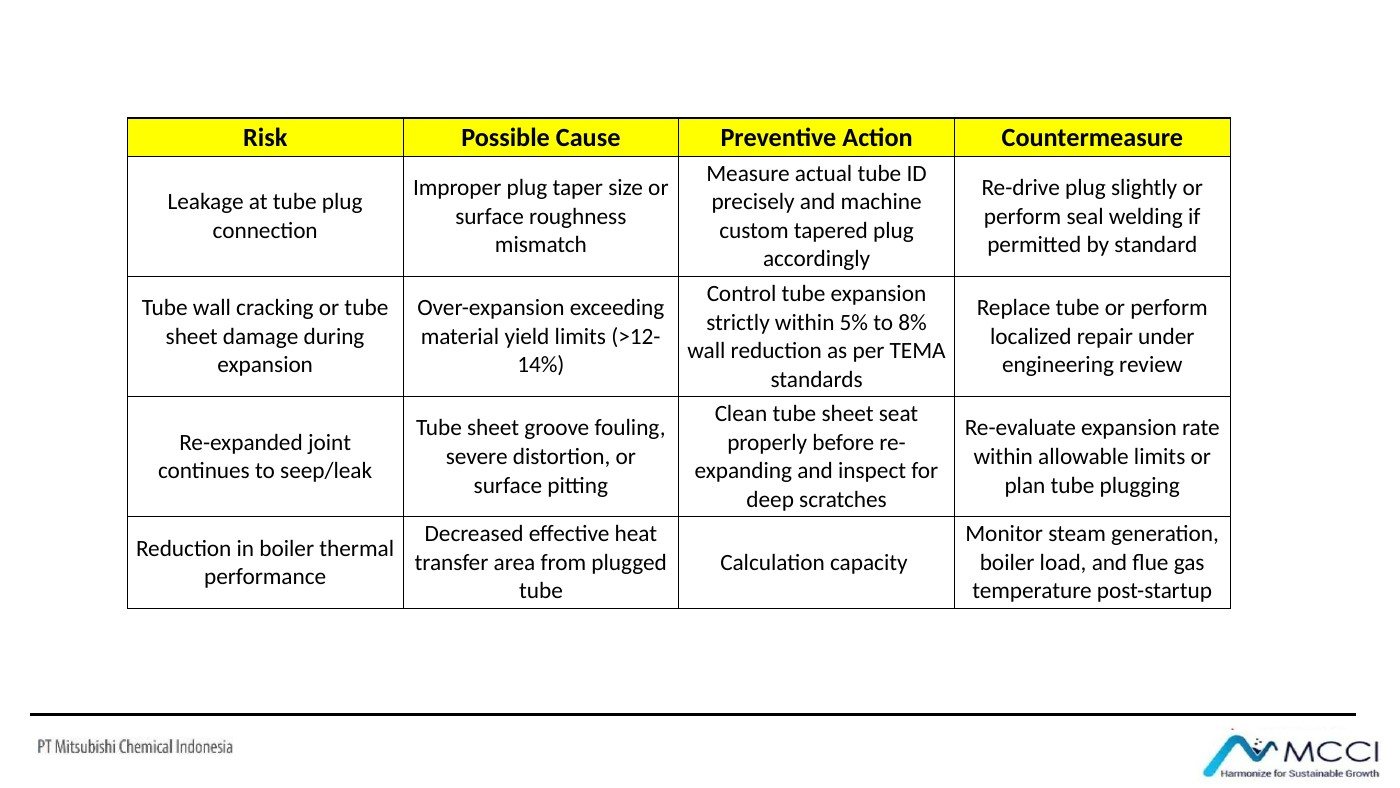 Risk
Possible Cause
Preventive Action
Countermeasure
Leakage at tube plug
connection
Improper plug taper size or
surface roughness
mismatch
Measure actual tube ID
precisely and machine
custom tapered plug
accordingly
Re-drive plug slightly or
perform seal welding if
permitted by standard
Tube wall cracking or tube
sheet damage during
expansion
Over-expansion exceeding
material yield limits (>12-
14%)
Control tube expansion
strictly within 5% to 8%
wall reduction as per TEMA
standards
Replace tube or perform
localized repair under
engineering review
Re-expanded joint
continues to seep/leak
Tube sheet groove fouling,
severe distortion, or
surface pitting
Clean tube sheet seat
properly before re-
expanding and inspect for
deep scratches
Re-evaluate expansion rate
within allowable limits or
plan tube plugging
Reduction in boiler thermal
performance
Decreased effective heat
transfer area from plugged
tube
Calculation capacity
Monitor steam generation,
boiler load, and flue gas
temperature post-startup
PT Mitsubishi Chemical Indonesia
MCCI
Harmonize for Sustainable Growth